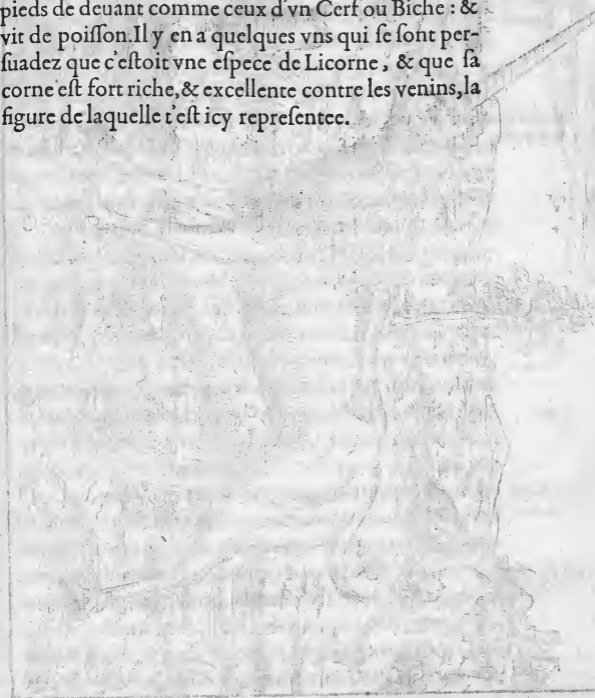 pieds de deuant comme ceux d'vn Cerf ou Biche : &
vit de poiſſon. Il y en a quelques vns qui ſe ſont per-
ſuadez que c'eſtoit vne eſpece de Licorne, & que ſa
corne eſt fort riche, & excellente contre les venins, la
figure de laquelle t'eſt icy repreſentee.